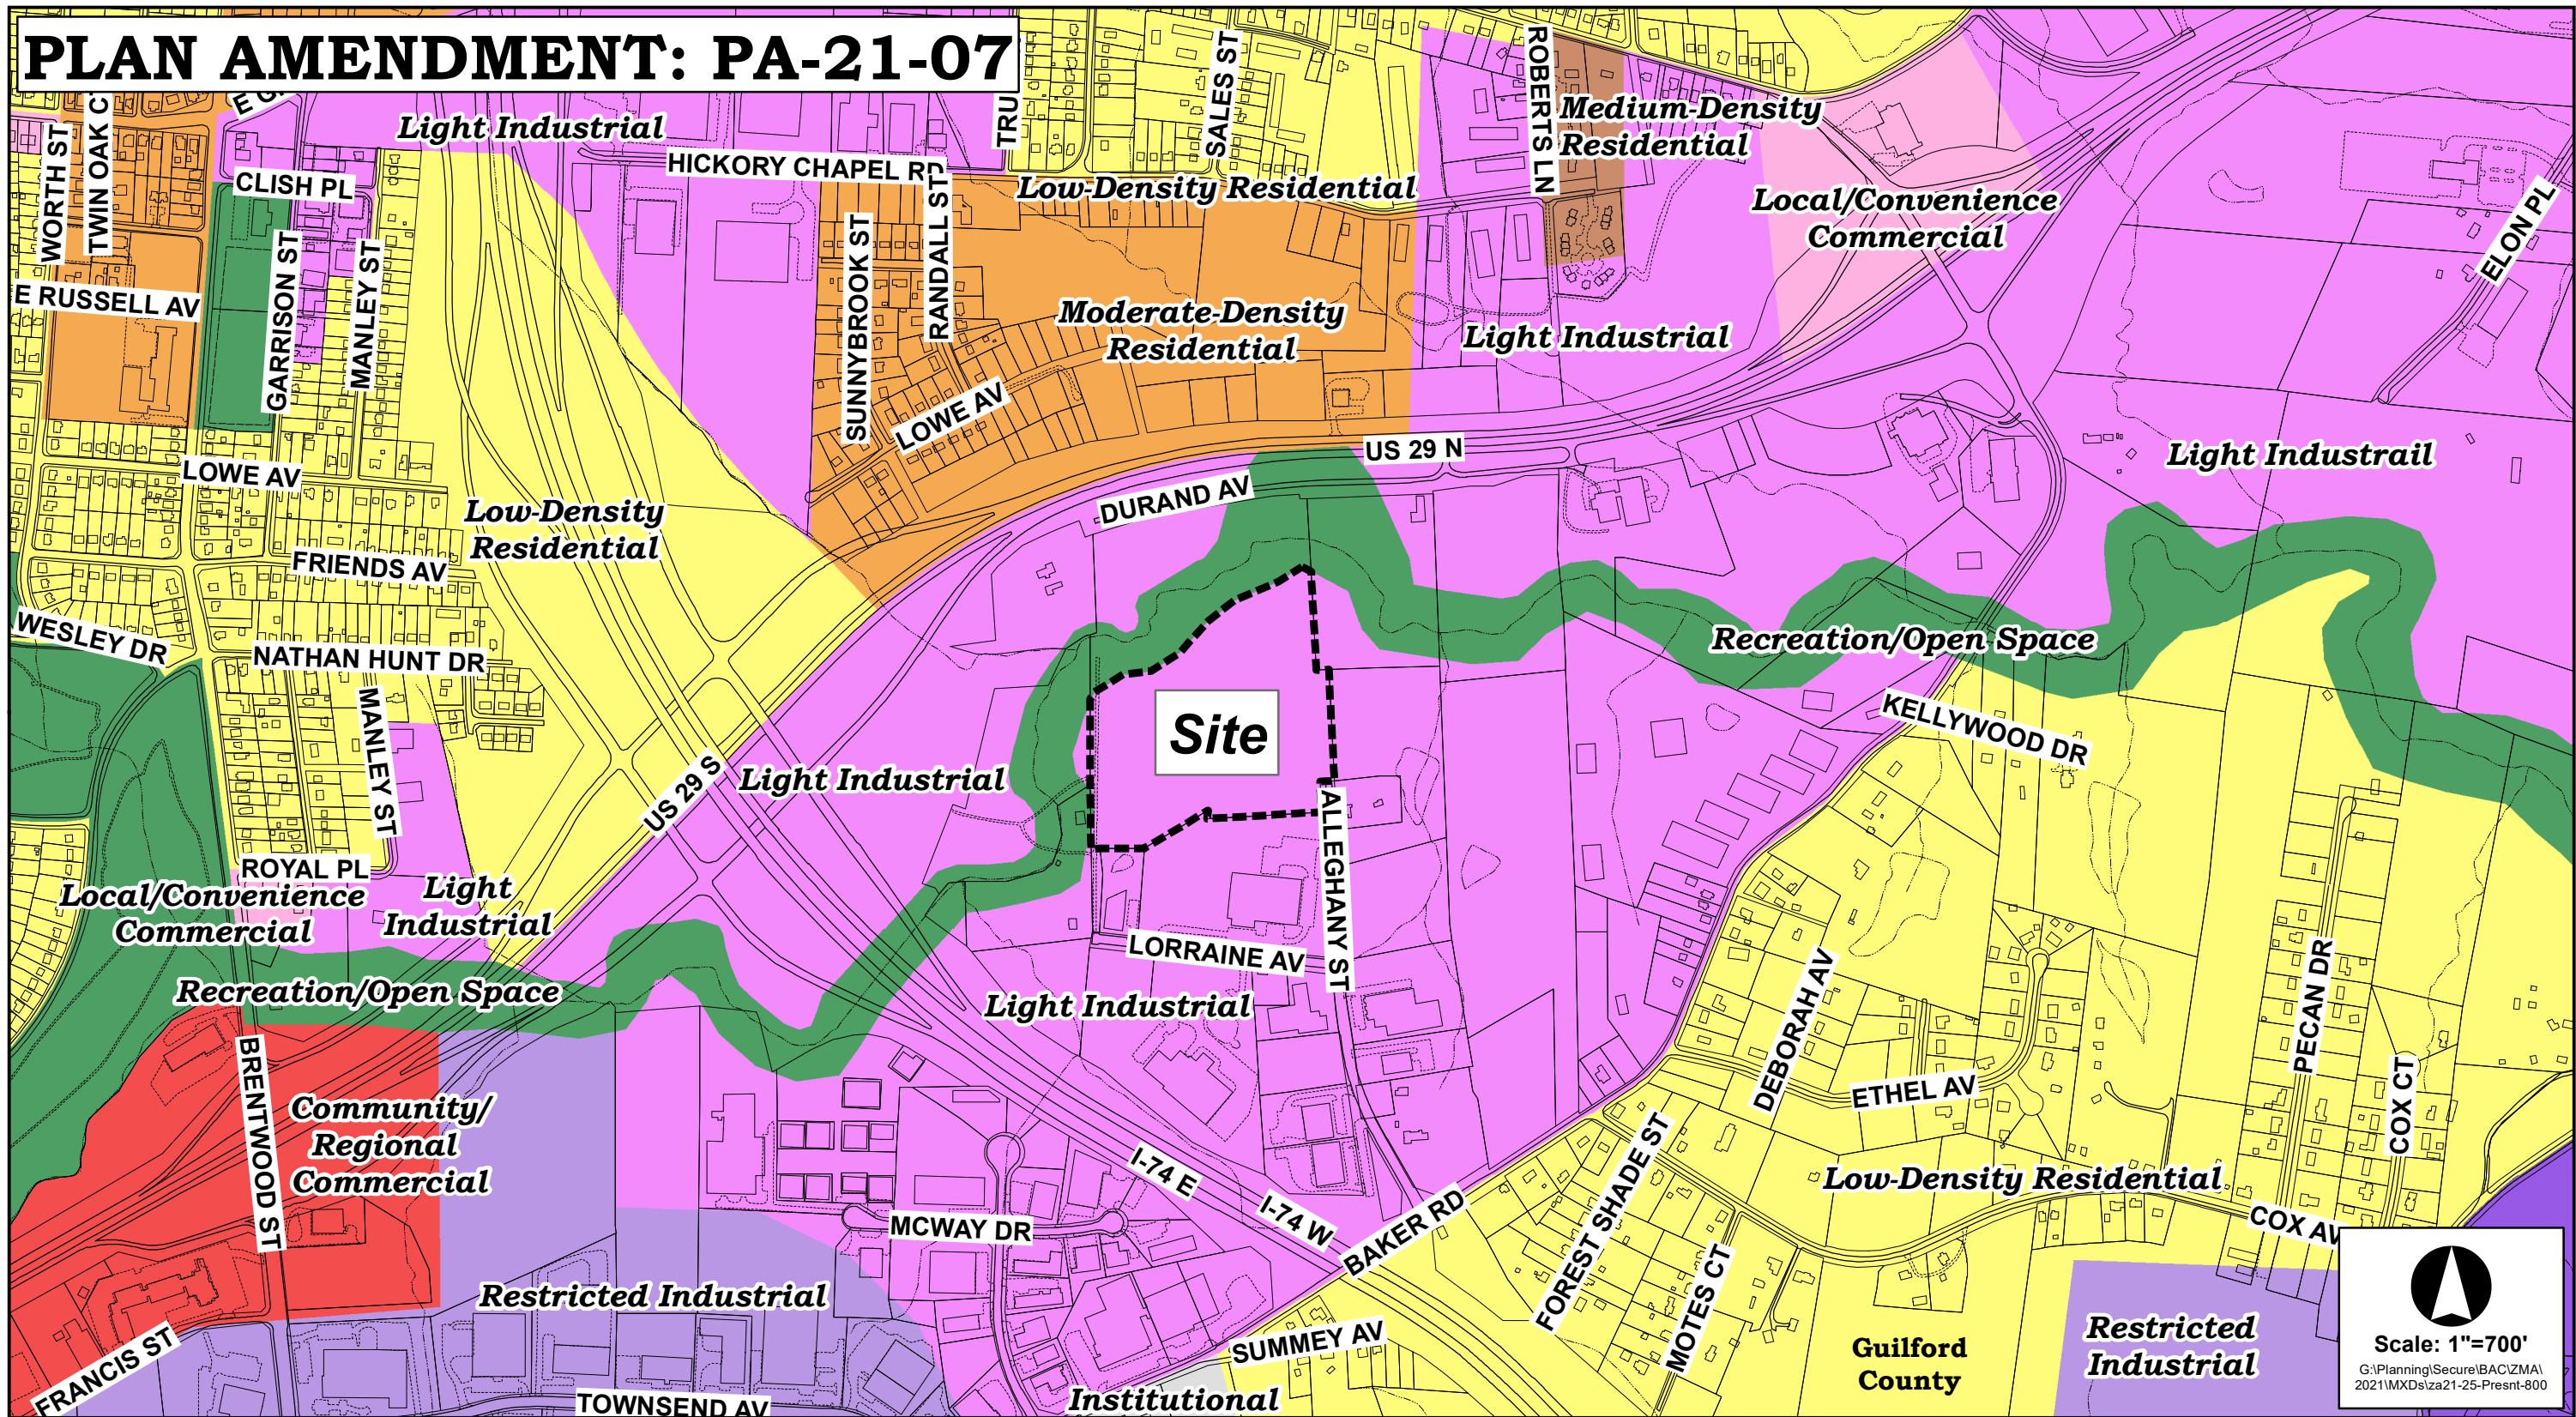 PLAN AMENDMENT: PA-21-07
SALES ST
ROBERTS LN
WORTH ST
Light Industrial
Medium-Density
Residential
CLISH PL
HICKORY CHAPEL RD
Low-Density Residential
Local/Convenience
Commercial
GARRISON ST
MANLEY ST
SUNNYBROOK ST
RANDALL ST
ELON PL
E RUSSELL AV
Moderate-Density
Residential
Light Industrial
LOWE AV
US 29 N
Light Industrail
LOWE AV
DURAND AV
Low-Density
Residential
FRIENDS AV
WESLEY DR
NATHAN HUNT DR
Recreation/Open Space
MANLEY ST
Site
KELLYWOOD DR
US 29 S
Light Industrial
ALLEGHANY ST
ROYAL PL
Local/Convenience
Commercial
Light
Industrial
LORRAINE AV
Recreation/Open Space
Light Industrial
DEBORAH AV
PECAN DR
BRENTWOOD ST
Community/
Regional
Commercial
ETHEL AV
COX CT
I-74 E
I-74 W
FOREST SHADE ST
Low-Density Residential
MCWAY DR
BAKER RD
COX AV
MOTES CT
Restricted Industrial
SUMMEY AV
Guilford
County
Restricted
Industrial
FRANCIS ST
TOWNSEND AV
Institutional
Scale: 1"=700'
G:\Planning\Secure\BAC\ZMA\
2021\MXDs\za21-25-Presnt-800